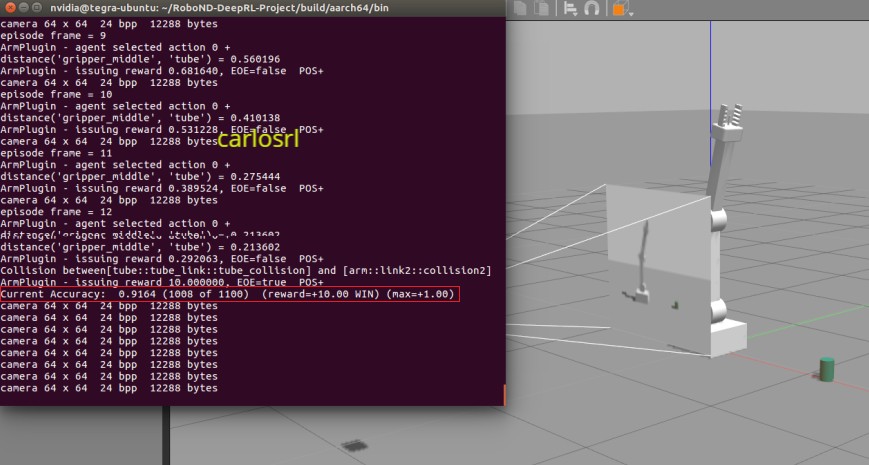 nvidia@tegra-ubuntu: ~/RoboND-DeepRL-Project/build/aarch64/bin
camera 64 x 64  24 bpp  12288 bytes
episode frame = 9
ArmPlugin - agent selected action 0 +
distance('gripper_middle', 'tube') = 0.560196
ArmPlugin - issuing reward 0.681640, EOE=false  POS+
camera 64 x 64  24 bpp  12288 bytes
episode frame = 10
ArmPlugin - agent selected action 0 +
distance('gripper_middle', 'tube') = 0.410138
ArmPlugin - issuing reward 0.531228, EOE=false  POS+
camera 64 x 64  24 bpp  12288 bytes
carlosrl
episode frame = 11
ArmPlugin - agent selected action 0 +
distance('gripper_middle', 'tube') = 0.275444
ArmPlugin - issuing reward 0.389524, EOE=false  POS+
camera 64 x 64  24 bpp  12288 bytes
episode frame = 12
ArmPlugin - agent selected action 0 +
distance('gripper_middle', 'tube') = 0.213602
ArmPlugin - issuing reward 0.292063, EOE=false  POS+
Collision between[tube::tube_link::tube_collision] and [arm::link2::collision2]
ArmPlugin - issuing reward 10.000000, EOE=true  POS+
Current Accuracy:  0.9164 (1008 of 1100)  (reward=+10.00 WIN) (max=+1.00)
camera 64 x 64  24 bpp  12288 bytes
camera 64 x 64  24 bpp  12288 bytes
camera 64 x 64  24 bpp  12288 bytes
camera 64 x 64  24 bpp  12288 bytes
camera 64 x 64  24 bpp  12288 bytes
camera 64 x 64  24 bpp  12288 bytes
camera 64 x 64  24 bpp  12288 bytes
camera 64 x 64  24 bpp  12288 bytes